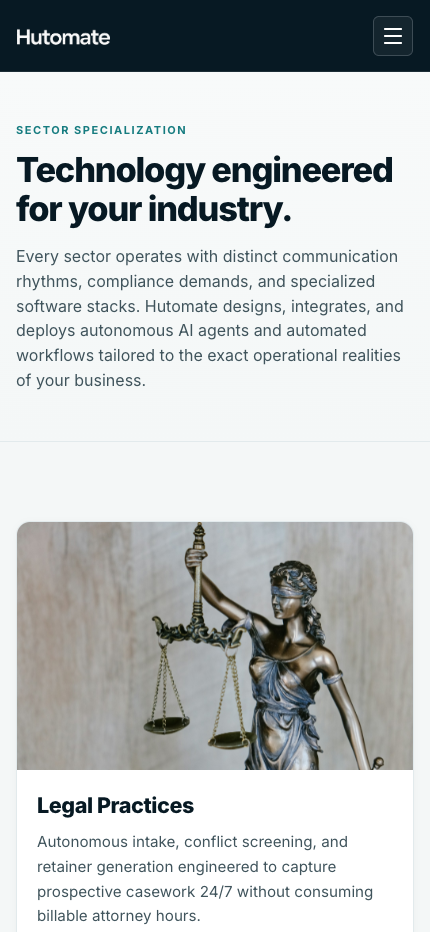 Hutomate
SECTOR SPECIALIZATION
Technology engineered
for your industry.
Every sector operates with distinct communication
rhythms, compliance demands, and specialized
software stacks. Hutomate designs, integrates, and
deploys autonomous AI agents and automated
workflows tailored to the exact operational realities
of your business.
Legal Practices
Autonomous intake, conflict screening, and
retainer generation engineered to capture
prospective casework 24/7 without consuming
billable attorney hours.